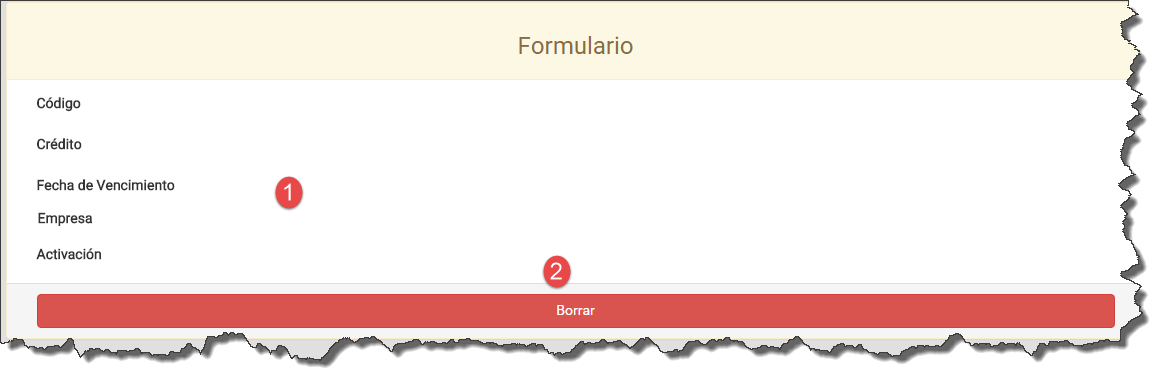 Formulario
Código
Crédito
Fecha de Vencimiento
1
Empresa
Activación
2
Borrar